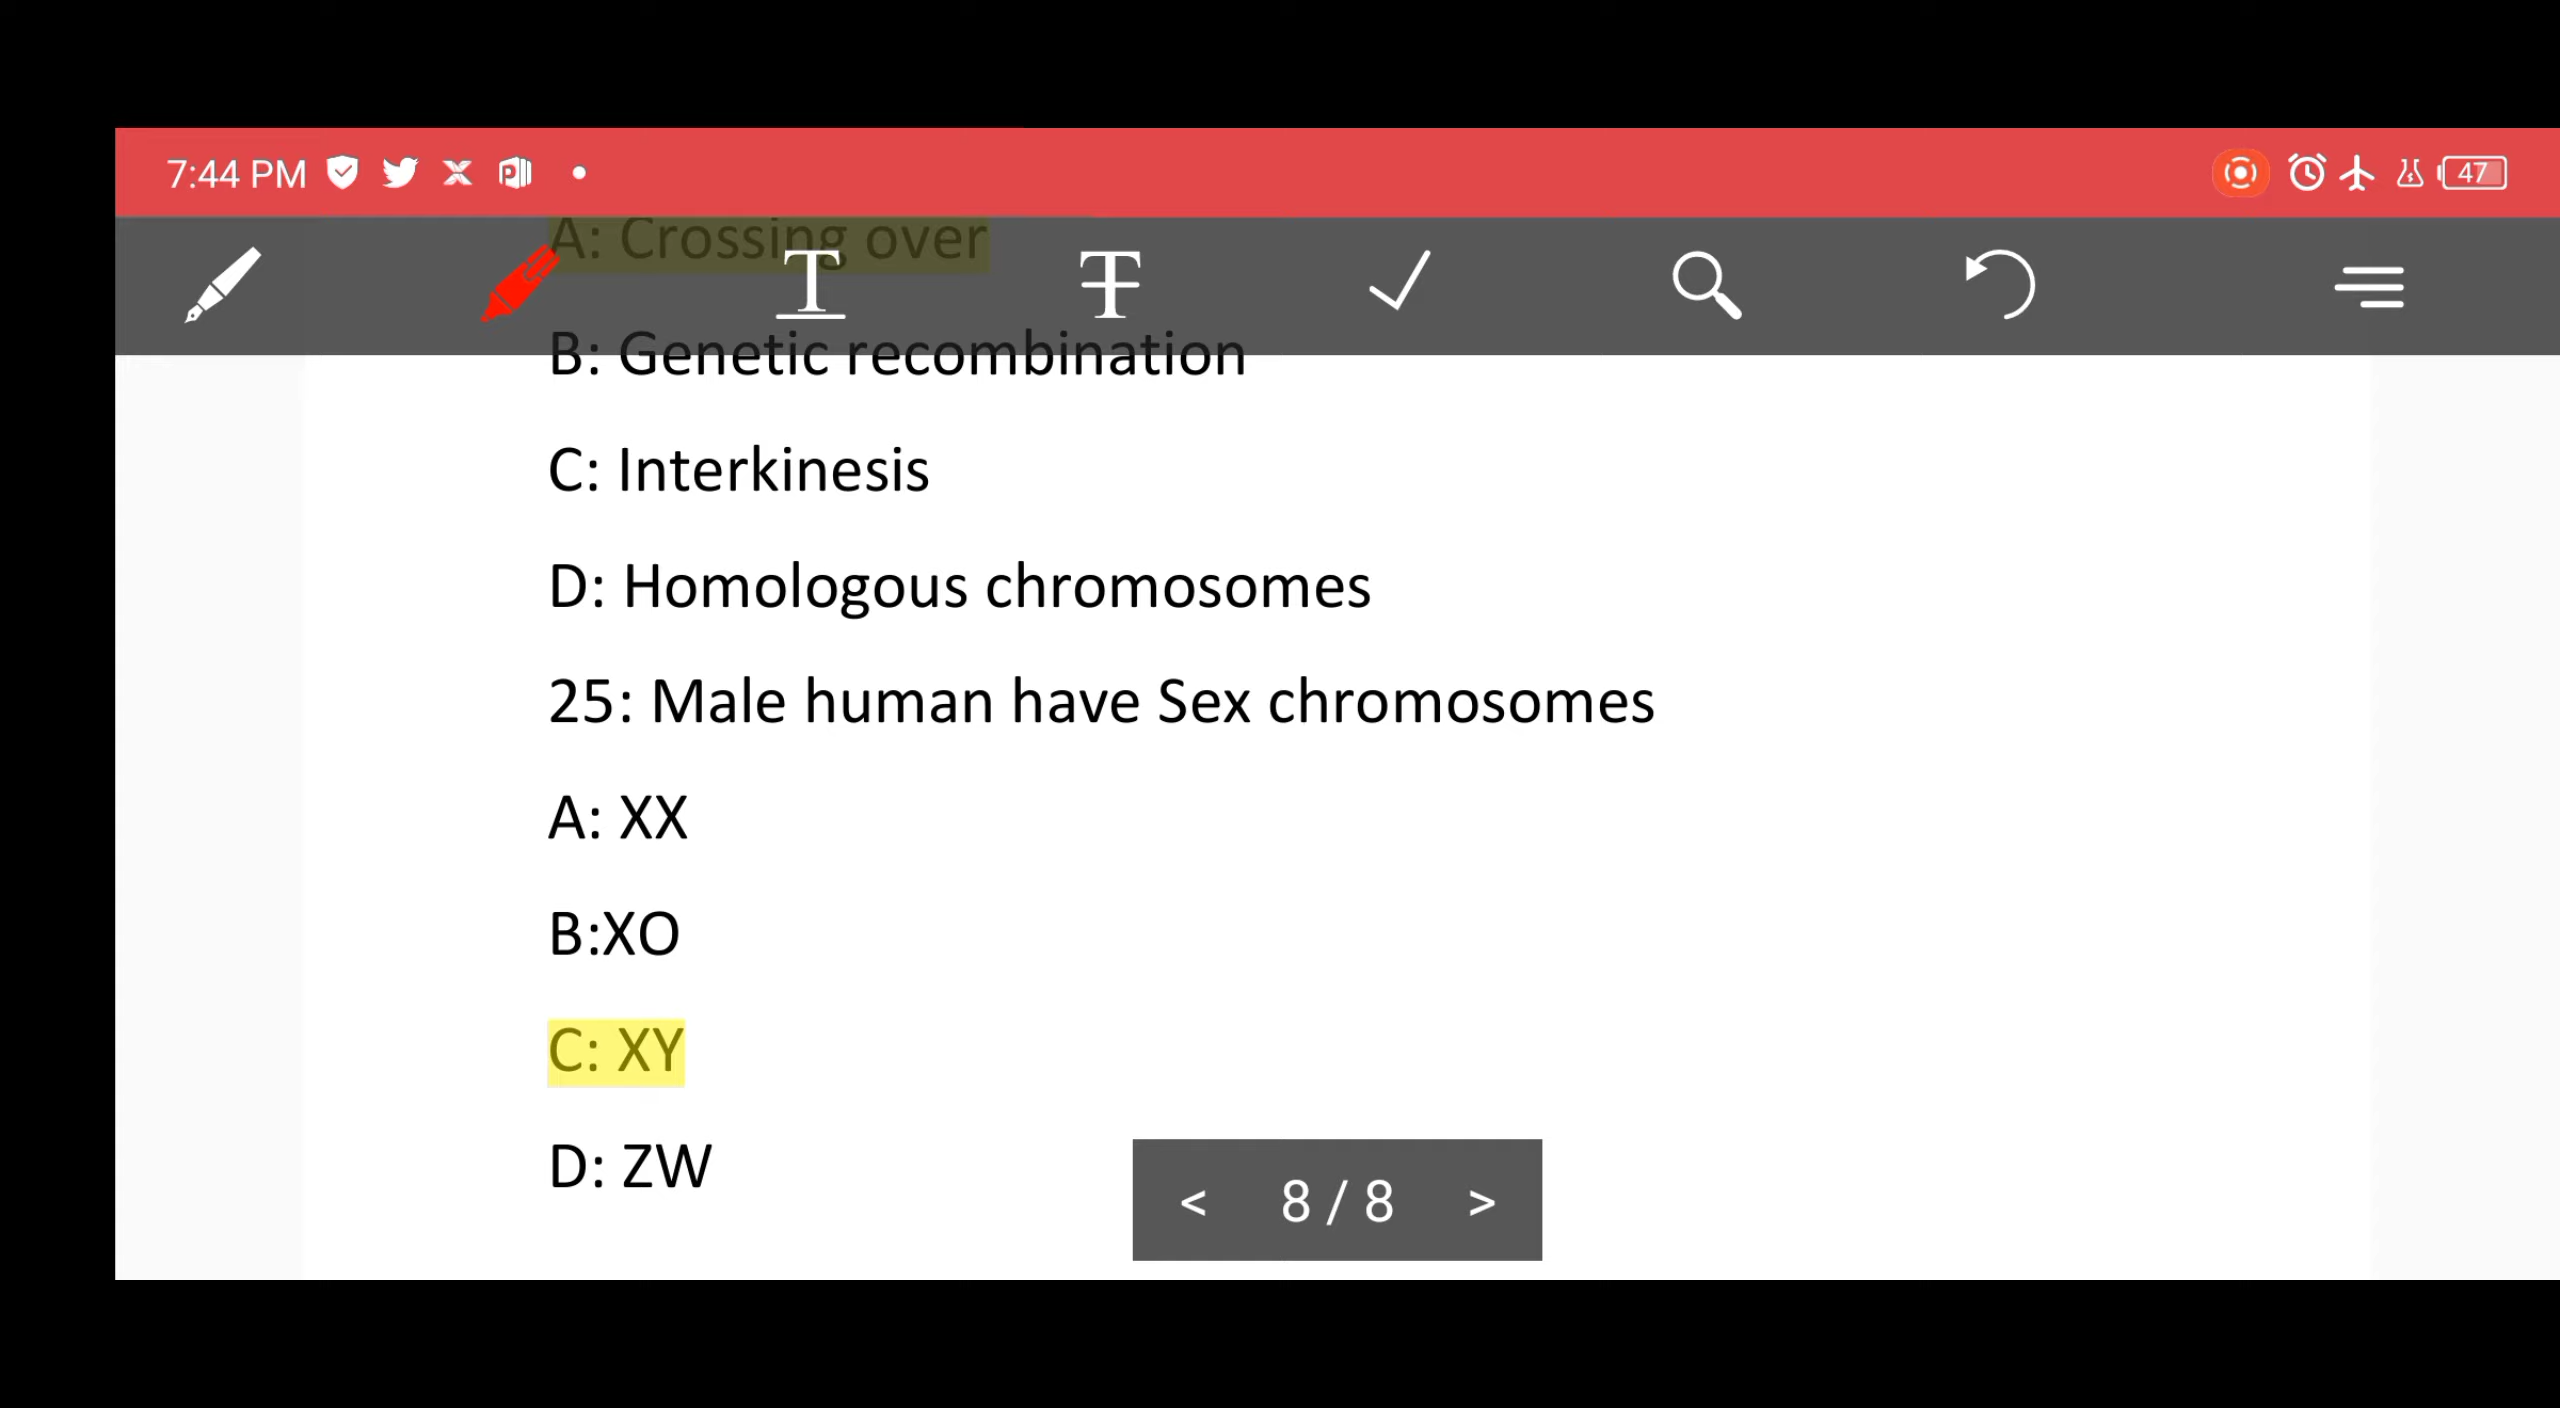 7:44 PM
47
A: Crossing over
B: Genetic recombination
C: Interkinesis
D: Homologous chromosomes
25: Male human have Sex chromosomes
A: XX
B:XO
C: XY
D: ZW
< 8 / 8 >